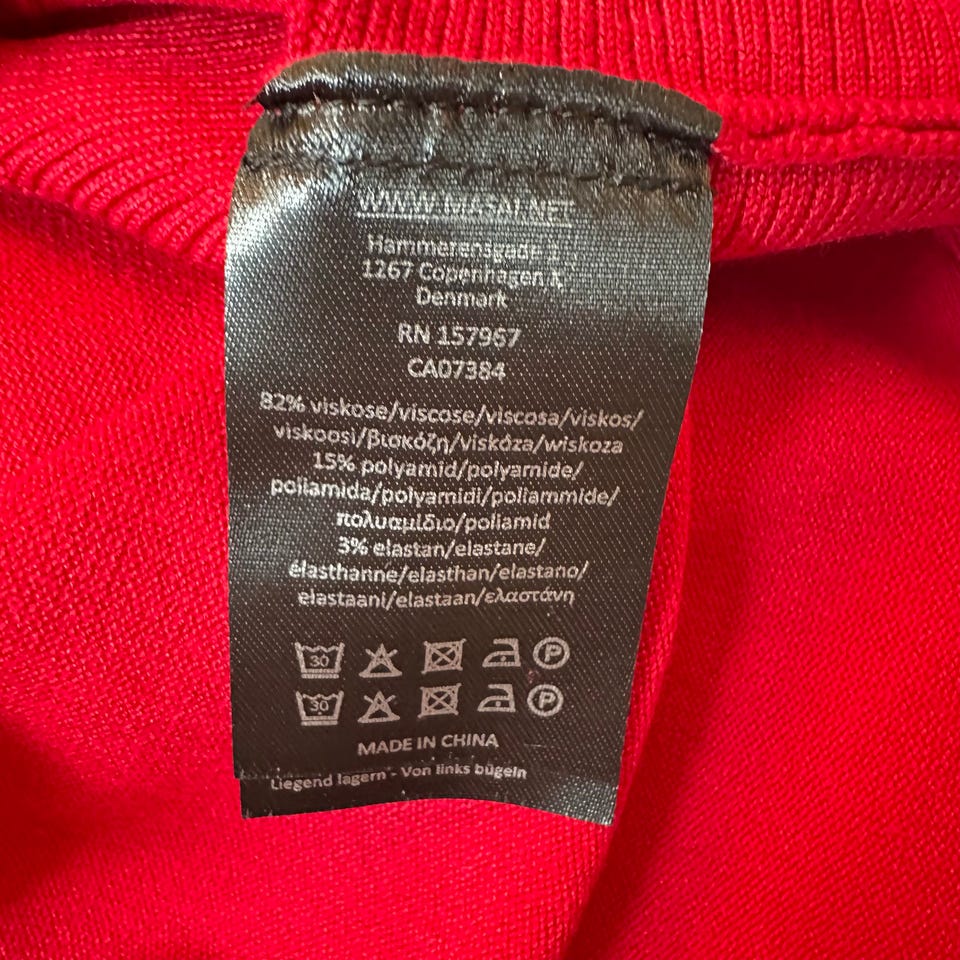 WWW.MASAI.NET
Hammerensgade 1,
1267 Copenhagen K,
Denmark
RN 157967
CA07384
82% viskose/viscose/viscosa/viskos/
viskoosi/βισκόζη/viskóza/wiskoza
15% polyamid/polyamide/
poliamida/polyamidi/poliammide/
πολυαμίδιο/poliamid
3% elastan/elastane/
élasthanne/elasthan/elastano/
elastaani/elastaan/ελαστάνη
30 P
30 P
MADE IN CHINA
Liegend lagern - Von links bügeln